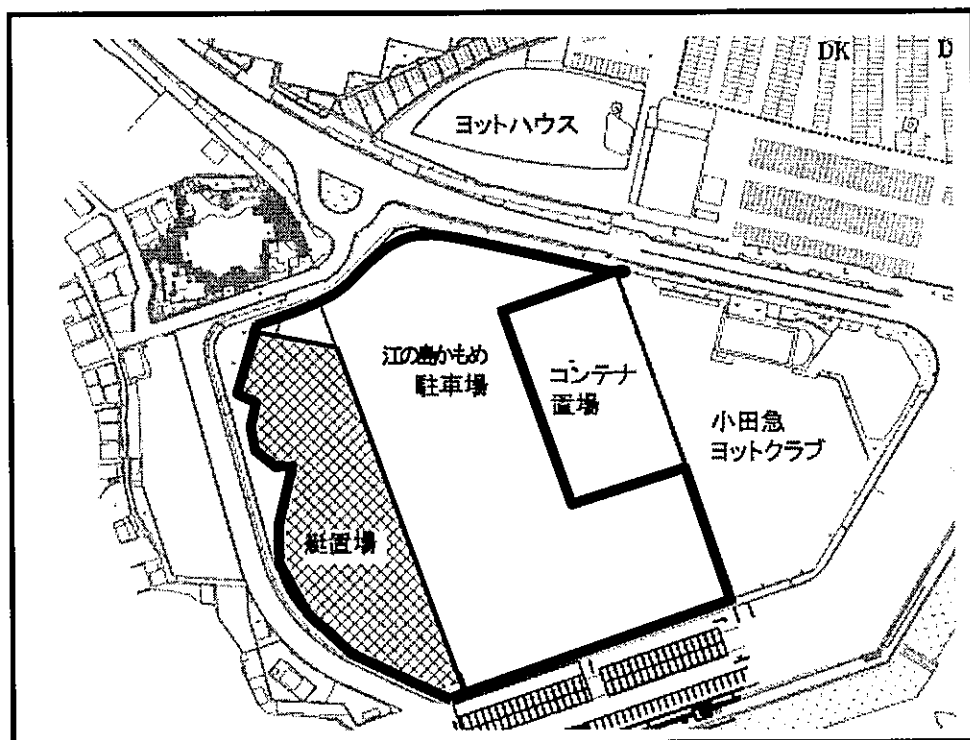 DK
D
ヨットハウス
江の島かもめ
駐車場
コンテナ
置場
小田急
ヨットクラブ
艇置場